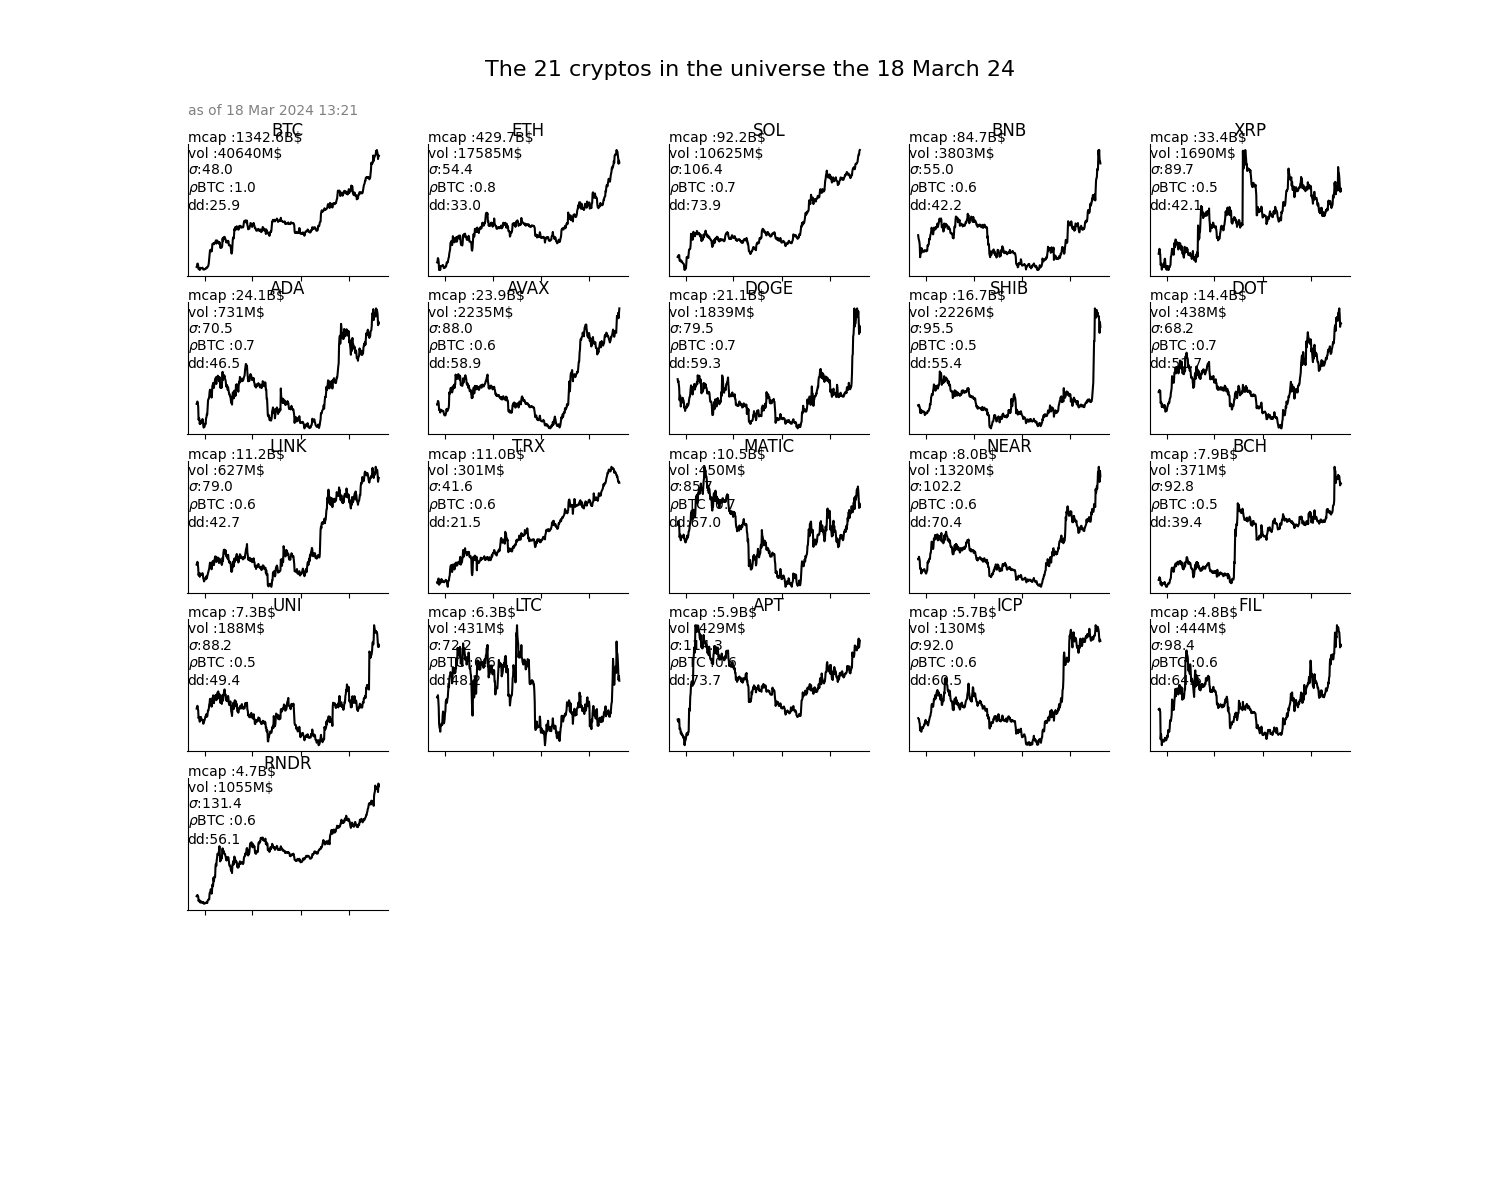 The 21 cryptos in the universe the 18 March 24
as of 18 Mar 2024 13:21
BTC
mcap :1342.6B$
vol :40640M$
σ:48.0
ρBTC :1.0
dd:25.9
ETH
mcap :429.7B$
vol :17585M$
σ:54.4
ρBTC :0.8
dd:33.0
SOL
mcap :92.2B$
vol :10625M$
σ:106.4
ρBTC :0.7
dd:73.9
BNB
mcap :84.7B$
vol :3803M$
σ:55.0
ρBTC :0.6
dd:42.2
XRP
mcap :33.4B$
vol :1690M$
σ:89.7
ρBTC :0.5
dd:42.1
ADA
mcap :24.1B$
vol :731M$
σ:70.5
ρBTC :0.7
dd:46.5
AVAX
mcap :23.9B$
vol :2235M$
σ:88.0
ρBTC :0.6
dd:58.9
DOGE
mcap :21.1B$
vol :1839M$
σ:79.5
ρBTC :0.7
dd:59.3
SHIB
mcap :16.7B$
vol :2226M$
σ:95.5
ρBTC :0.5
dd:55.4
DOT
mcap :14.4B$
vol :438M$
σ:68.2
ρBTC :0.7
LINK
mcap :11.2B$
vol :627M$
σ:79.0
ρBTC :0.6
dd:42.7
TRX
mcap :11.0B$
vol :301M$
σ:41.6
ρBTC :0.6
dd:21.5
MATIC
mcap :10.5B$
vol :450M$
ρBTC :0.7
dd:67.0
NEAR
mcap :8.0B$
vol :1320M$
σ:102.2
ρBTC :0.6
dd:70.4
BCH
mcap :7.9B$
vol :371M$
σ:92.8
ρBTC :0.5
dd:39.4
UNI
mcap :7.3B$
vol :188M$
σ:88.2
ρBTC :0.5
dd:49.4
LTC
mcap :6.3B$
vol :431M$
σ:72.2
ρBTC :0.6
APT
mcap :5.9B$
vol :429M$
ρBTC :0.6
dd:73.7
ICP
mcap :5.7B$
vol :130M$
σ:92.0
ρBTC :0.6
dd:60.5
FIL
mcap :4.8B$
vol :444M$
σ:98.4
ρBTC :0.6
RNDR
mcap :4.7B$
vol :1055M$
σ:131.4
ρBTC :0.6
dd:56.1